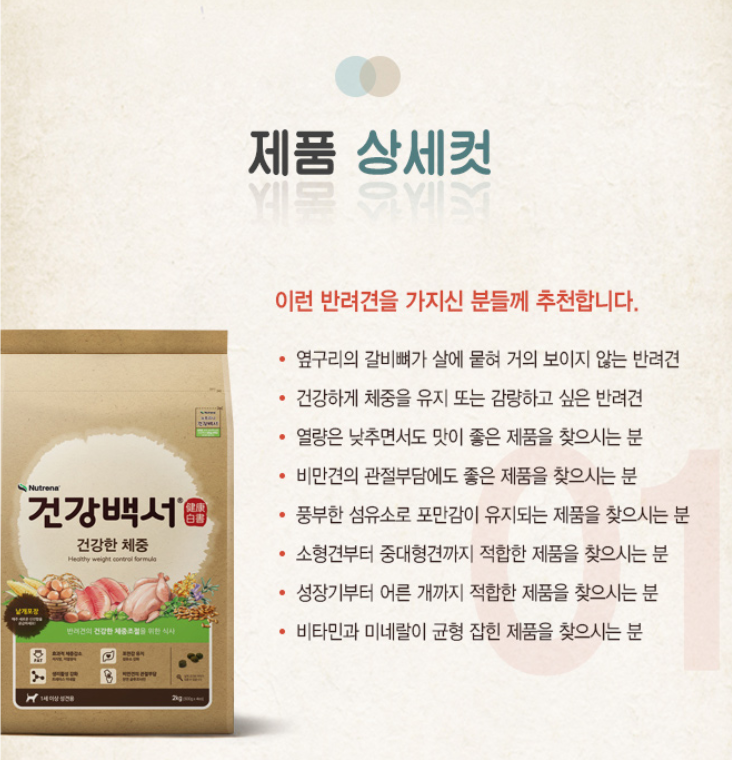 제품 상세컷
이런 반려견을 가지신 분들께 추천합니다.
• 옆구리의 갈비뼈가 살에 뭍혀 거의 보이지 않는 반려견
• 건강하게 체중을 유지 또는 감량하고 싶은 반려견
• 열량은 낮추면서도 맛이 좋은 제품을 찾으시는 분
• 비만견의 관절부담에도 좋은 제품을 찾으시는 분
• 풍부한 섬유소로 포만감이 유지되는 제품을 찾으시는 분
• 소형견부터 중대형견까지 적합한 제품을 찾으시는 분
• 성장기부터 어른 개까지 적합한 제품을 찾으시는 분
• 비타민과 미네랄이 균형 잡힌 제품을 찾으시는 분
01
건강백서
Nutrena®
건강백서®
健康
白書
건강한 체중
Healthy weight control formula
낱개포장
반려견의 건강한 체중조절을 위한 식사
1세 이상 성견용
2kg